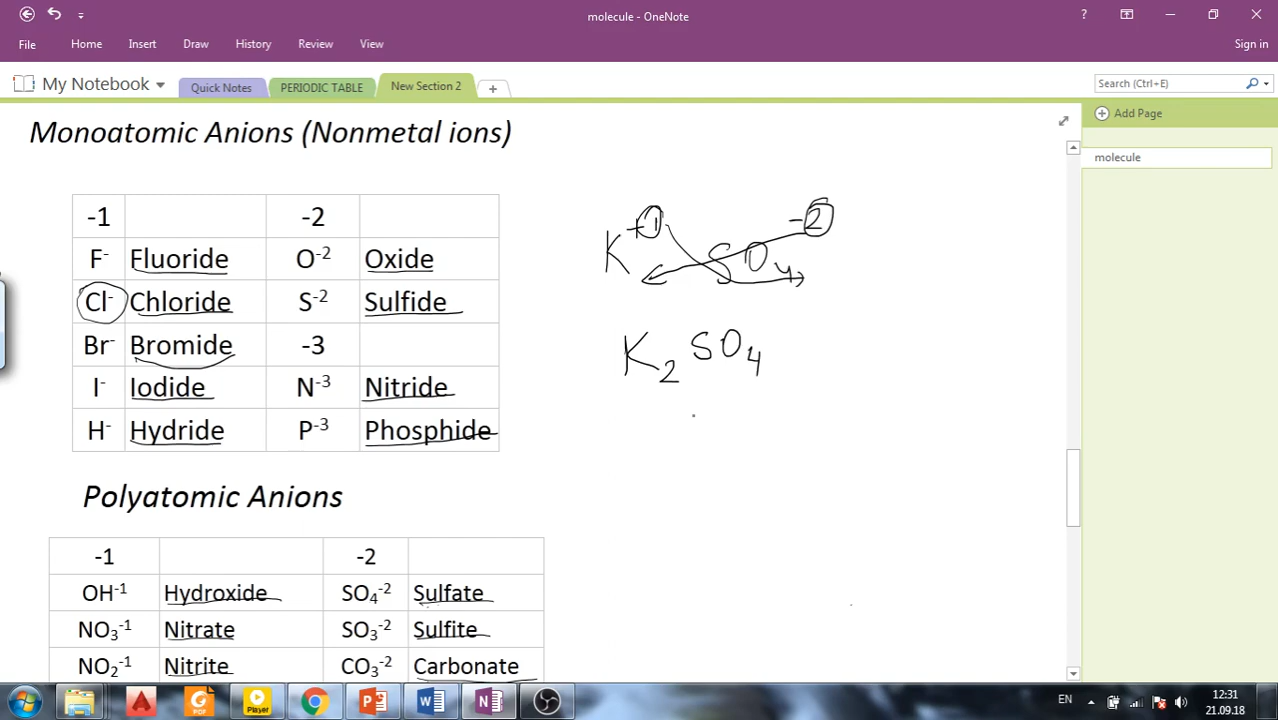 molecule - OneNote
?
File Home Insert Draw History Review View Sign in
My Notebook Quick Notes PERIODIC TABLE New Section 2 + Search (Ctrl+E)
Add Page
molecule
Monoatomic Anions (Nonmetal ions)
-1 -2
F- Fluoride O-2 Oxide
Cl- Chloride S-2 Sulfide
Br- Bromide -3
I- Iodide N-3 Nitride
H- Hydride P-3 Phosphide
K+1 SO4-2
K2 SO4
Polyatomic Anions
-1 -2
OH-1 Hydroxide SO4-2 Sulfate
NO3-1 Nitrate SO3-2 Sulfite
NO2-1 Nitrite CO3-2 Carbonate
PDF Player EN 12:31
21.09.18